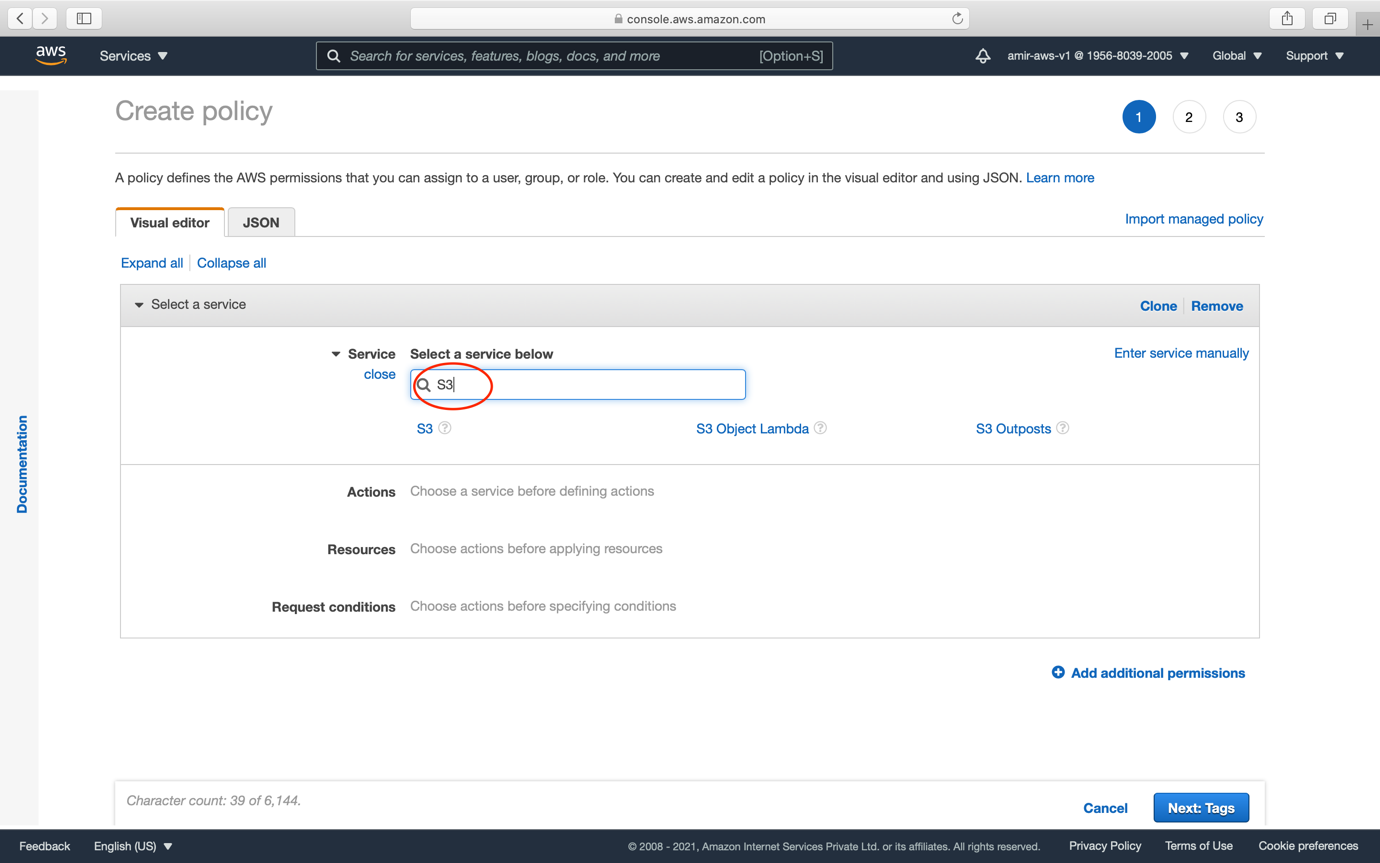 console.aws.amazon.com
aws
Services
Search for services, features, blogs, docs, and more [Option+S]
amir-aws-v1 @ 1956-8039-2005
Global
Support
Create policy
1 2 3
A policy defines the AWS permissions that you can assign to a user, group, or role. You can create and edit a policy in the visual editor and using JSON. Learn more
Visual editor JSON
Import managed policy
Expand all Collapse all
Select a service
Clone Remove
Service Select a service below
Enter service manually
close
S3
S3 ? S3 Object Lambda ? S3 Outposts ?
Documentation
Actions Choose a service before defining actions
Resources Choose actions before applying resources
Request conditions Choose actions before specifying conditions
Add additional permissions
Character count: 39 of 6,144.
Cancel Next: Tags
Feedback English (US) © 2008 - 2021, Amazon Internet Services Private Ltd. or its affiliates. All rights reserved. Privacy Policy Terms of Use Cookie preferences